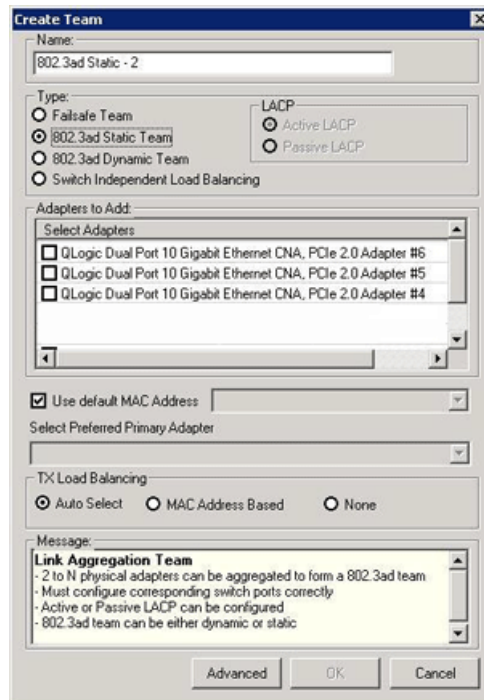 Create Team
Name:
802.3ad Static - 2
Type:
Failsafe Team
802.3ad Static Team
802.3ad Dynamic Team
Switch Independent Load Balancing
LACP
Active LACP
Passive LACP
Adapters to Add:
Select Adapters
QLogic Dual Port 10 Gigabit Ethernet CNA, PCIe 2.0 Adapter #6
QLogic Dual Port 10 Gigabit Ethernet CNA, PCIe 2.0 Adapter #5
QLogic Dual Port 10 Gigabit Ethernet CNA, PCIe 2.0 Adapter #4
Use default MAC Address
Select Preferred Primary Adapter
TX Load Balancing
Auto Select
MAC Address Based
None
Message:
Link Aggregation Team
- 2 to N physical adapters can be aggregated to form a 802.3ad team
- Must configure corresponding switch ports correctly
- Active or Passive LACP can be configured
- 802.3ad team can be either dynamic or static
Advanced
OK
Cancel